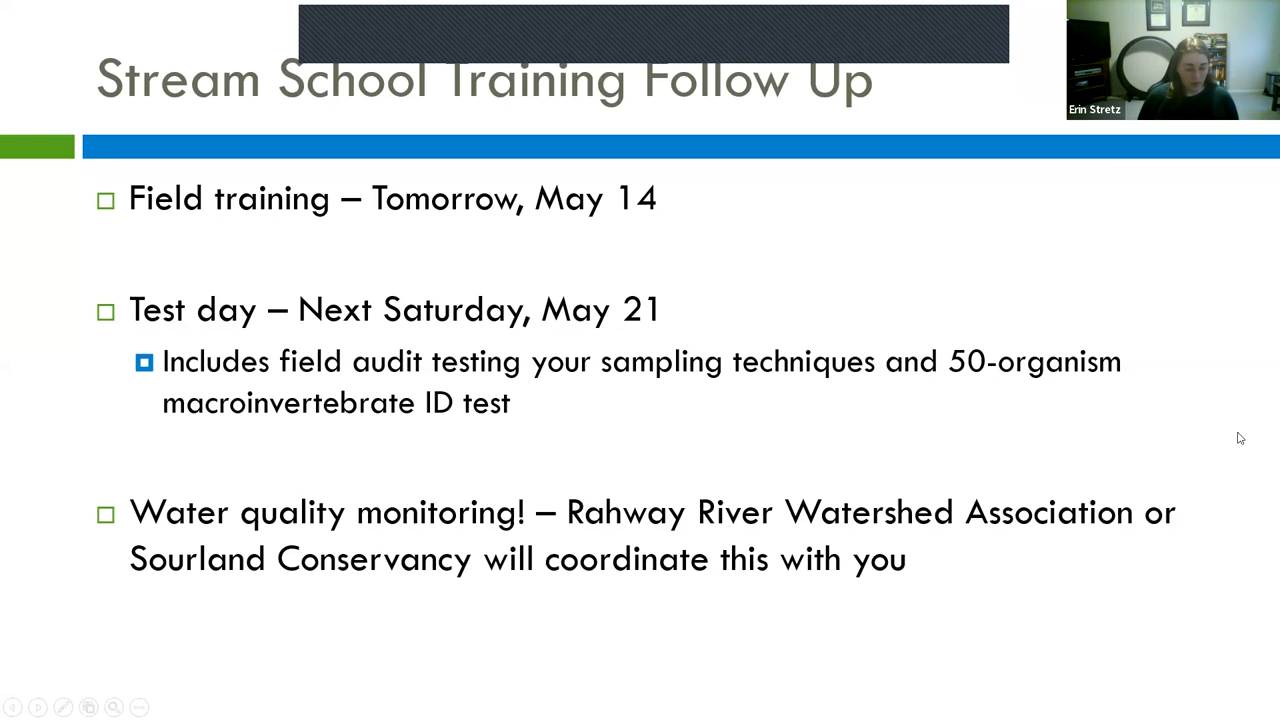 Stream School Training Follow Up
Erin Stretz
Field training – Tomorrow, May 14
Test day – Next Saturday, May 21
Includes field audit testing your sampling techniques and 50-organism
macroinvertebrate ID test
Water quality monitoring! – Rahway River Watershed Association or
Sourland Conservancy will coordinate this with you